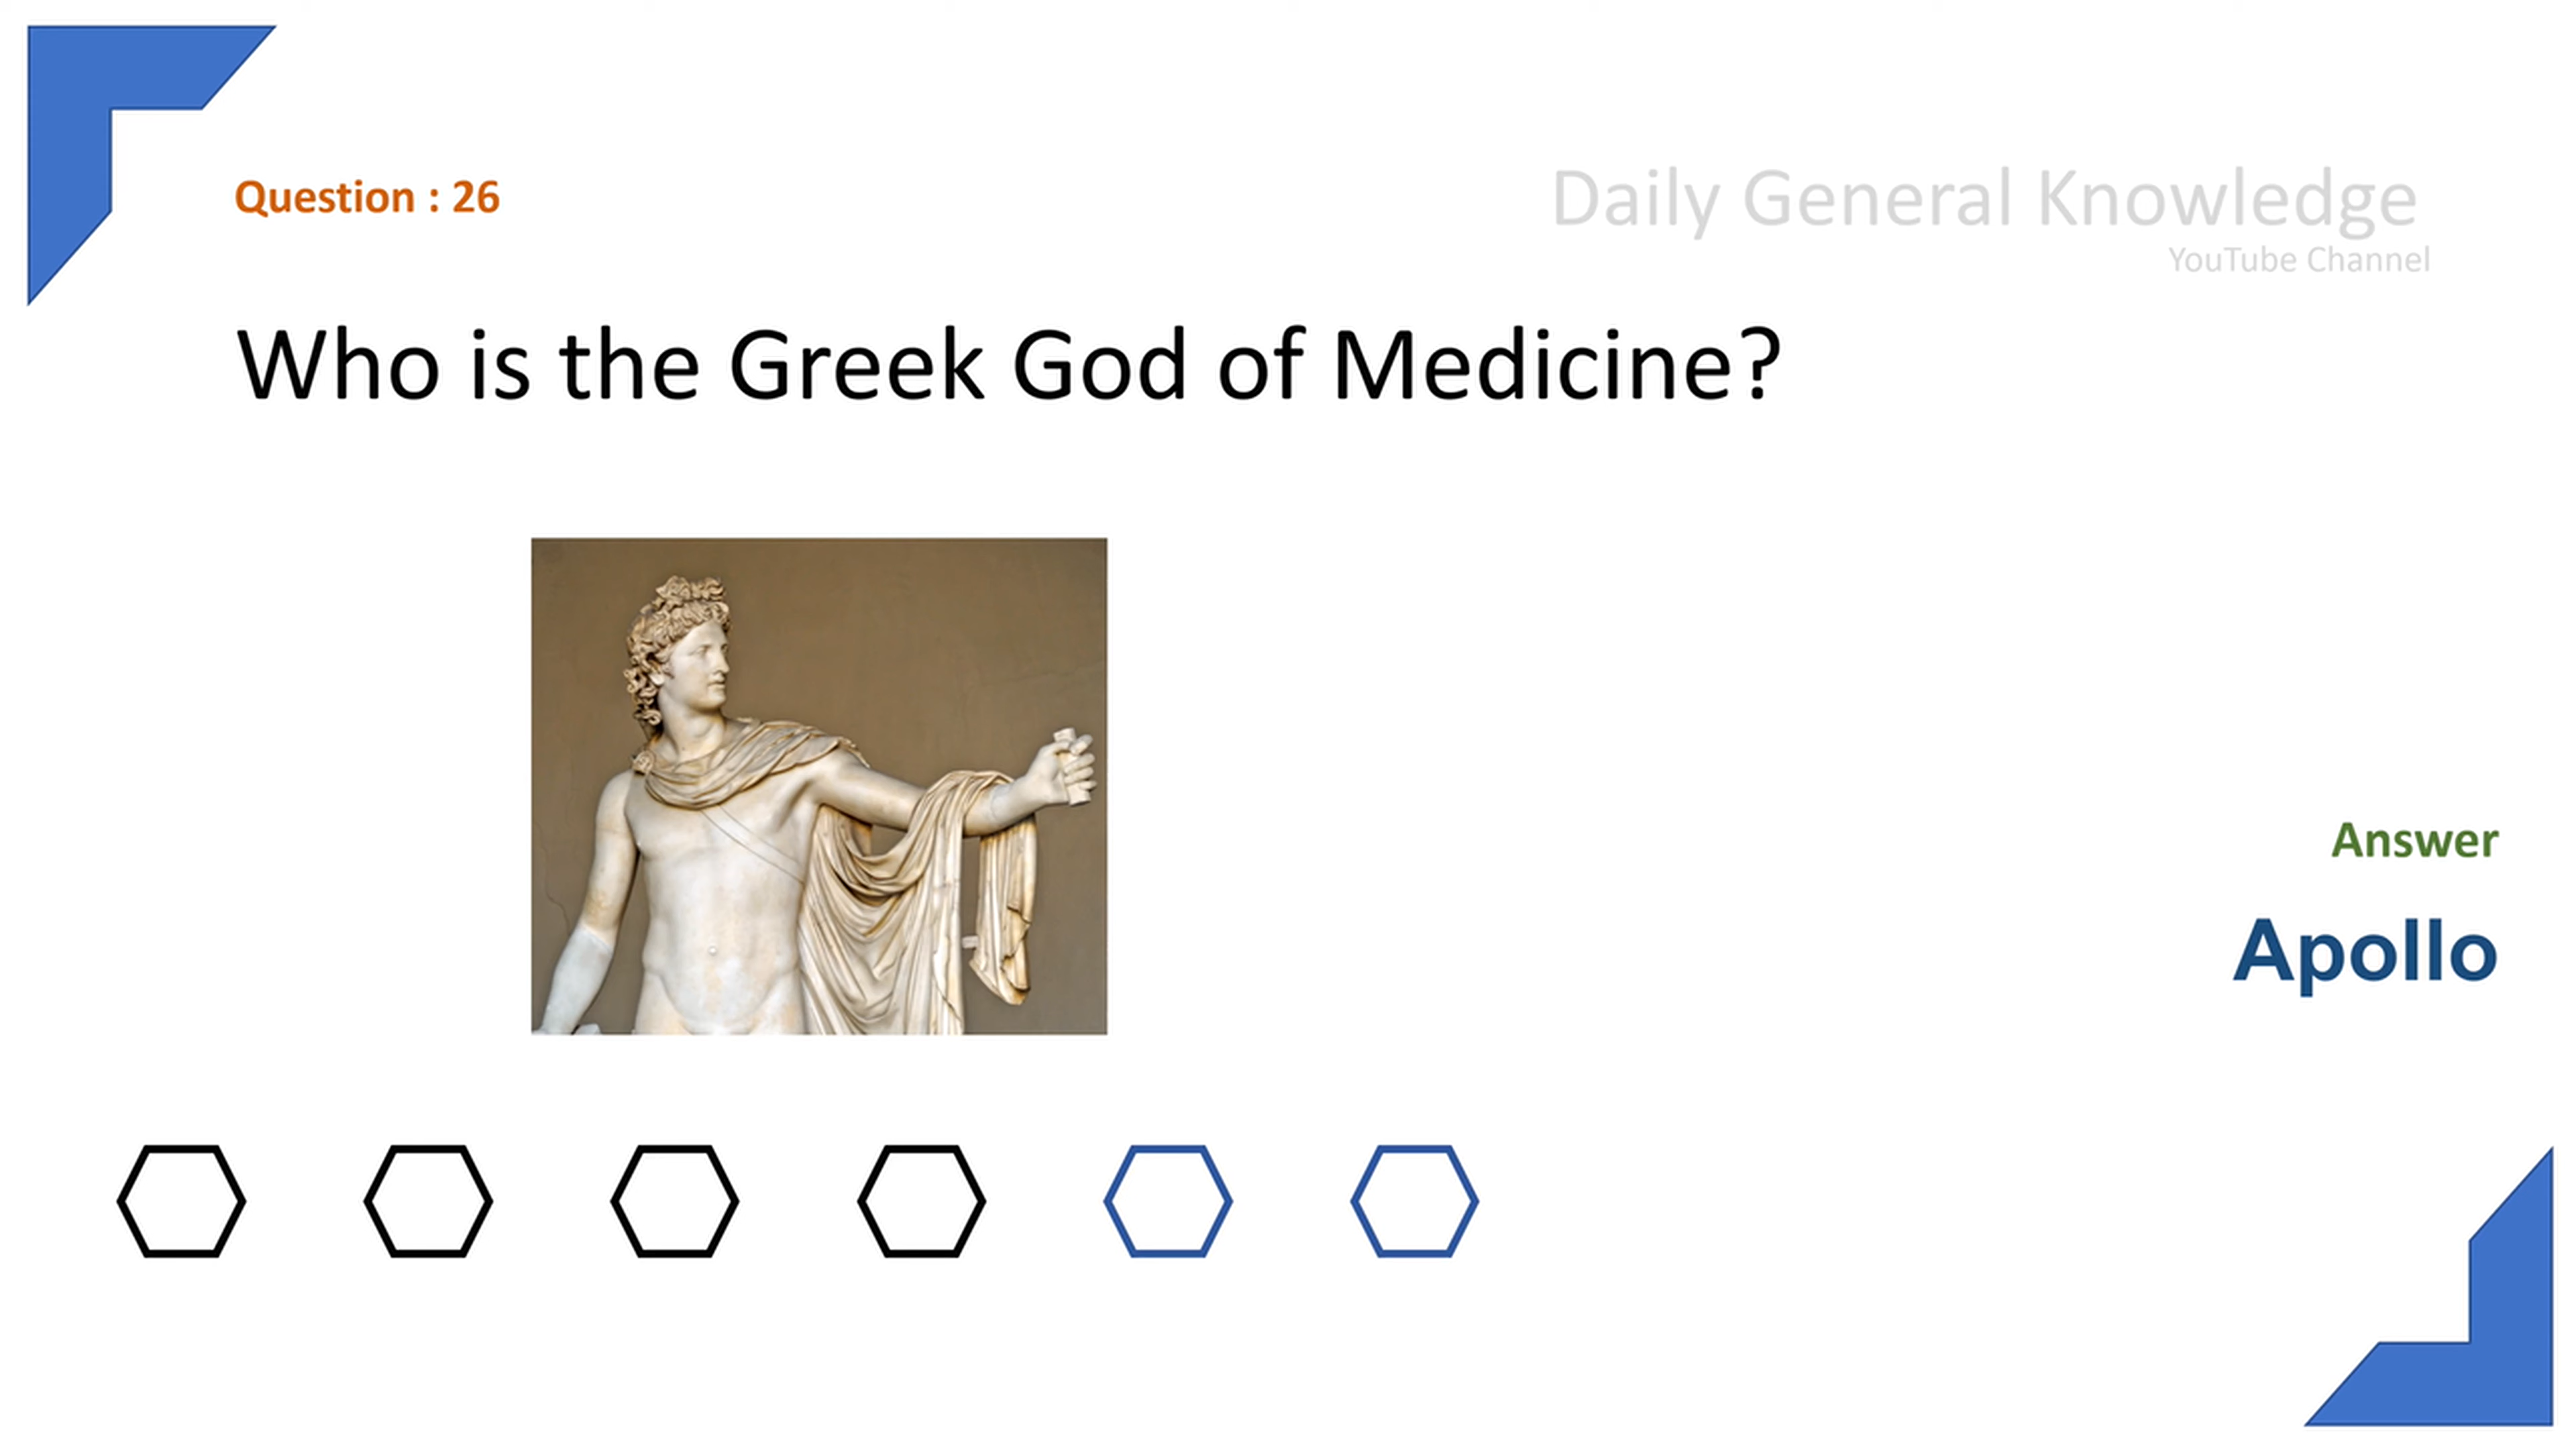 Question : 26
Daily General Knowledge
YouTube Channel
Who is the Greek God of Medicine?
Answer
Apollo